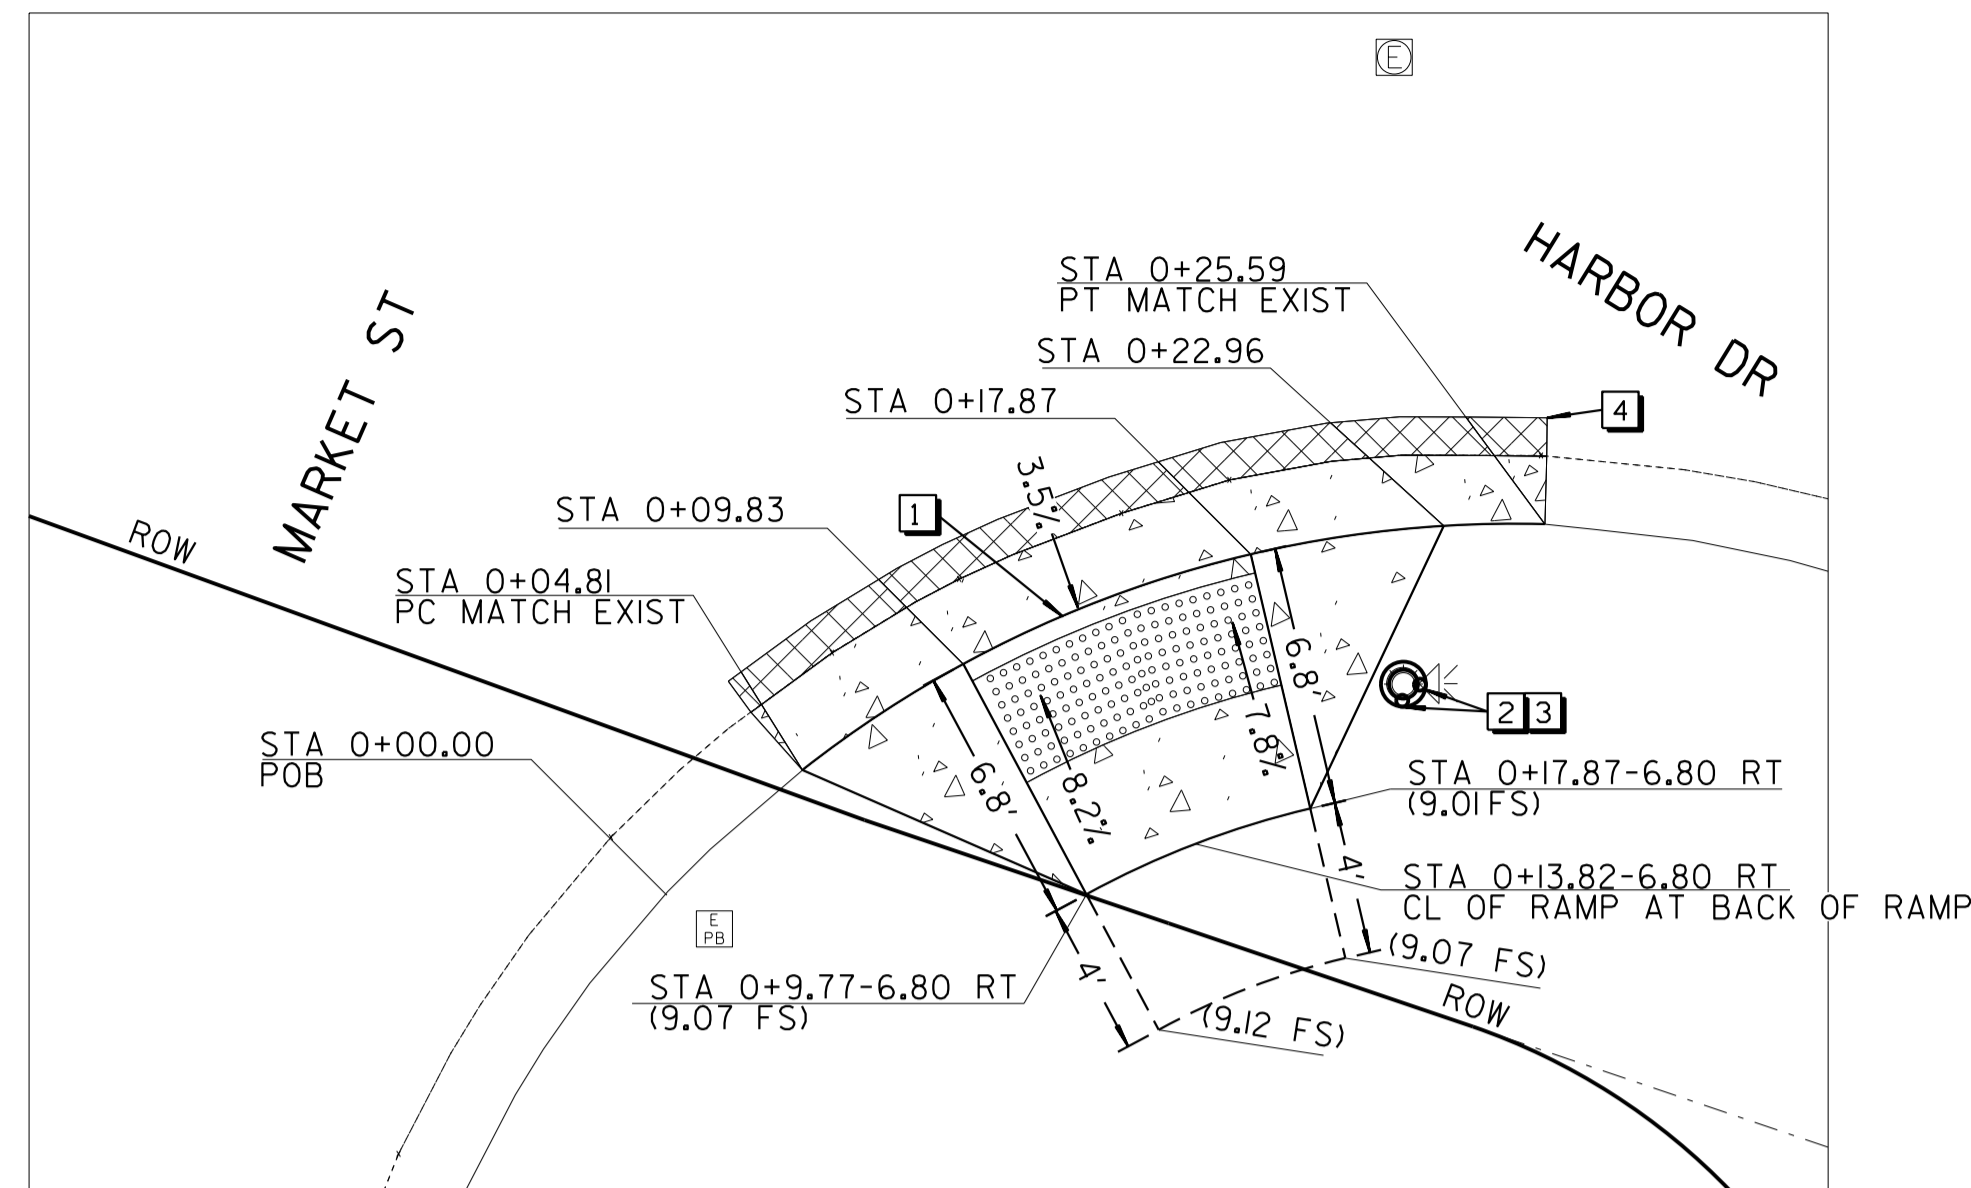 E
HARBOR DR
MARKET ST
STA 0+25.59
PT MATCH EXIST
STA 0+22.96
STA 0+17.87
4
3.5%
STA 0+09.83
1
ROW
STA 0+04.81
PC MATCH EXIST
6.8'
7.8%
2 3
STA 0+00.00
POB
6.8'
8.2%
STA 0+17.87-6.80 RT
(9.01 FS)
4'
STA 0+13.82-6.80 RT
CL OF RAMP AT BACK OF RAMP
E
PB
(9.07 FS)
STA 0+9.77-6.80 RT
(9.07 FS)
4'
(9.12 FS)
ROW